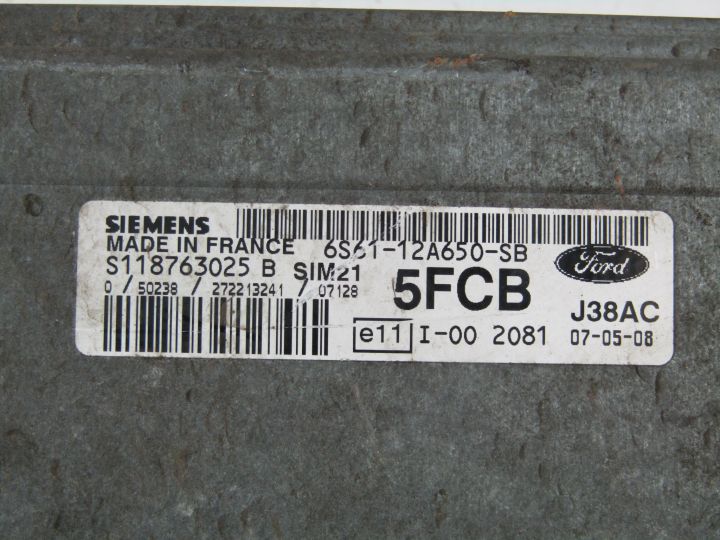 SIEMENS
MADE IN FRANCE 6S61-12A650-SB
S118763025 B SIM21
0 / 50238 / 272213241 / 07128
5FCB
Ford
J38AC
e11 I-00 2081 07-05-08